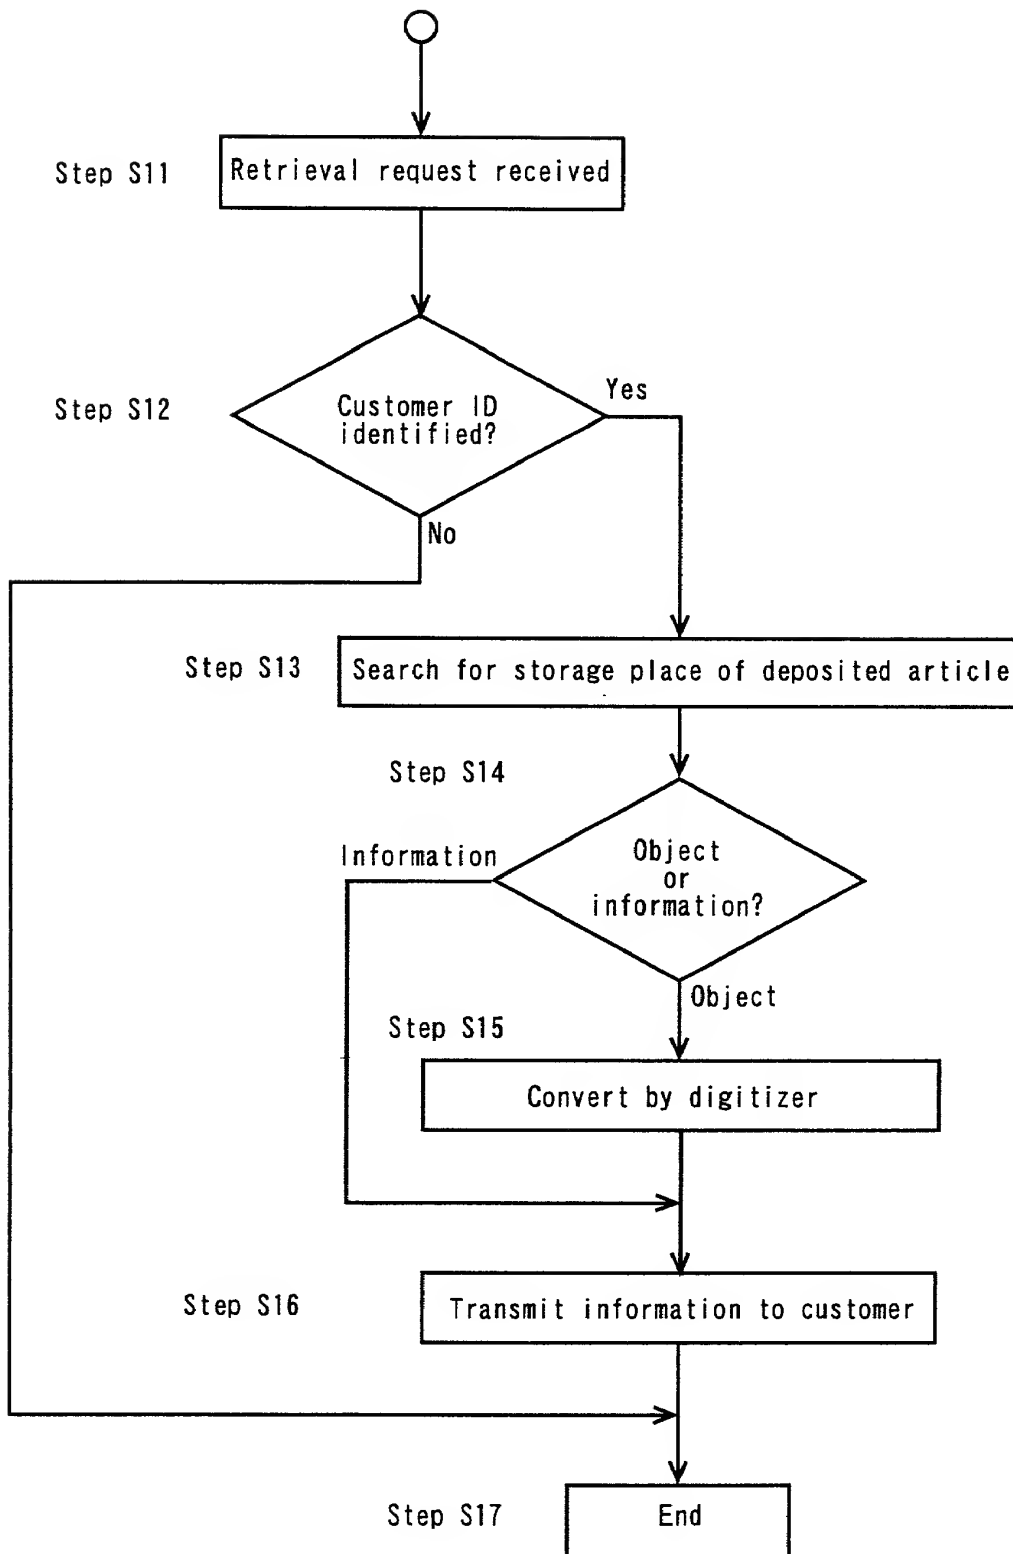 Step S11
Retrieval request received
Step S12
Customer ID
identified?
Yes
No
Step S13
Search for storage place of deposited article
Step S14
Information
Object
or
information?
Object
Step S15
Convert by digitizer
Step S16
Transmit information to customer
Step S17
End